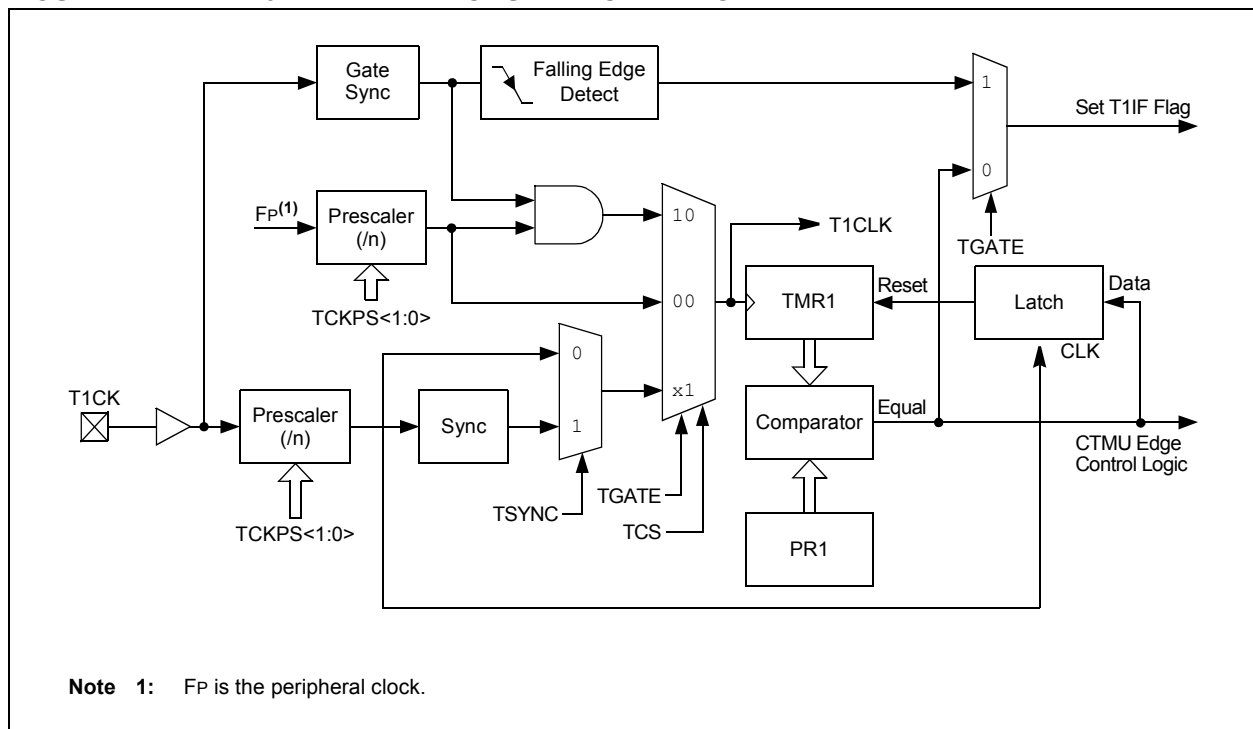 Gate
Sync
Falling Edge
Detect
1
Set T1IF Flag
0
FP(1)
Prescaler
(/n)
10
T1CLK
TGATE
TCKPS<1:0>
00
TMR1
Reset
Latch
Data
CLK
0
x1
T1CK
Prescaler
(/n)
Sync
1
Comparator
Equal
CTMU Edge
Control Logic
TGATE
TSYNC
TCS
TCKPS<1:0>
PR1
Note 1: FP is the peripheral clock.